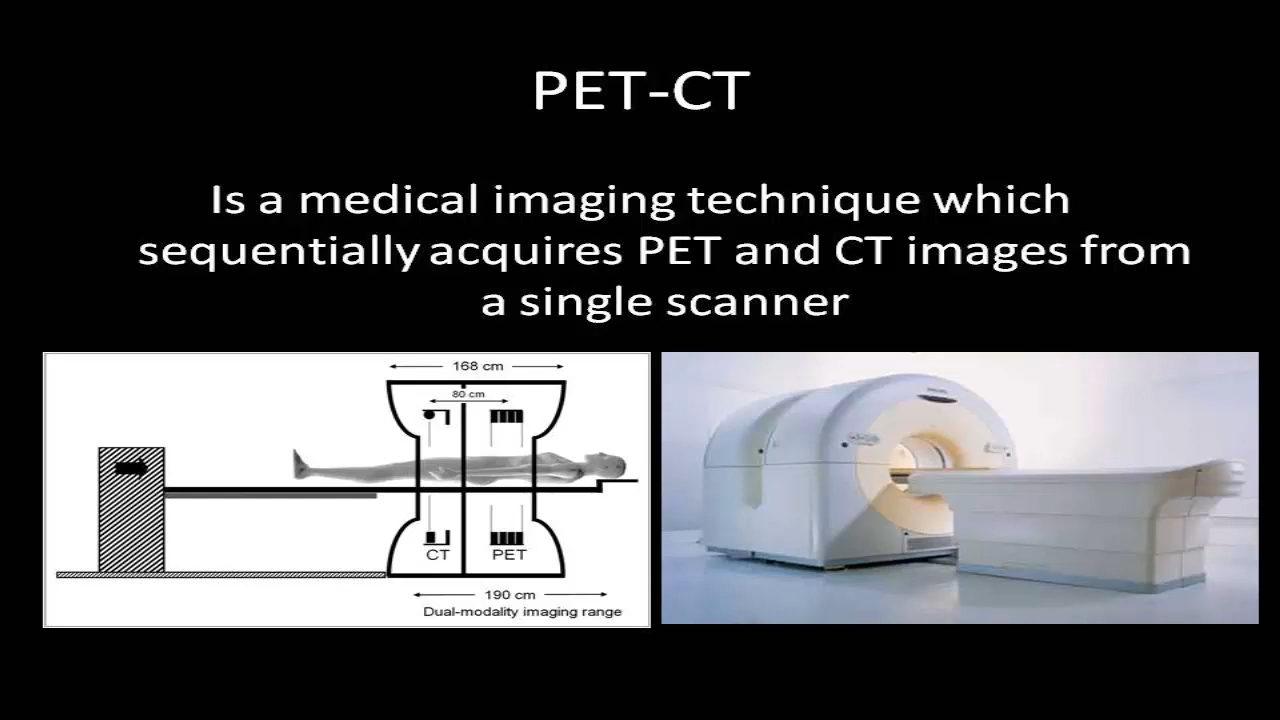 PET-CT
Is a medical imaging technique which
sequentially acquires PET and CT images from
a single scanner
168 cm
80 cm
CT
PET
190 cm
Dual-modality imaging range